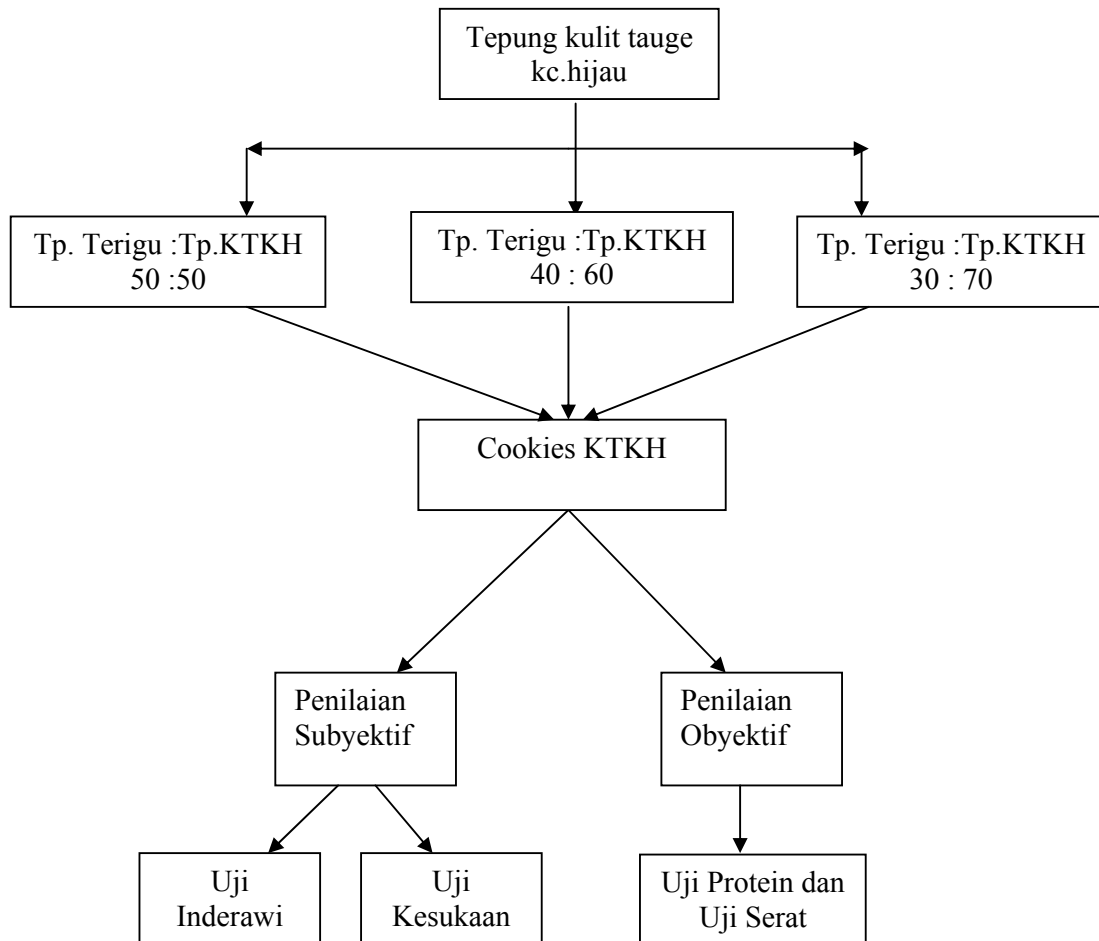 Tepung kulit tauge
kc.hijau
Tp. Terigu :Tp.KTKH
50 :50
Tp. Terigu :Tp.KTKH
40 : 60
Tp. Terigu :Tp.KTKH
30 : 70
Cookies KTKH
Penilaian
Subyektif
Penilaian
Obyektif
Uji
Inderawi
Uji
Kesukaan
Uji Protein dan
Uji Serat